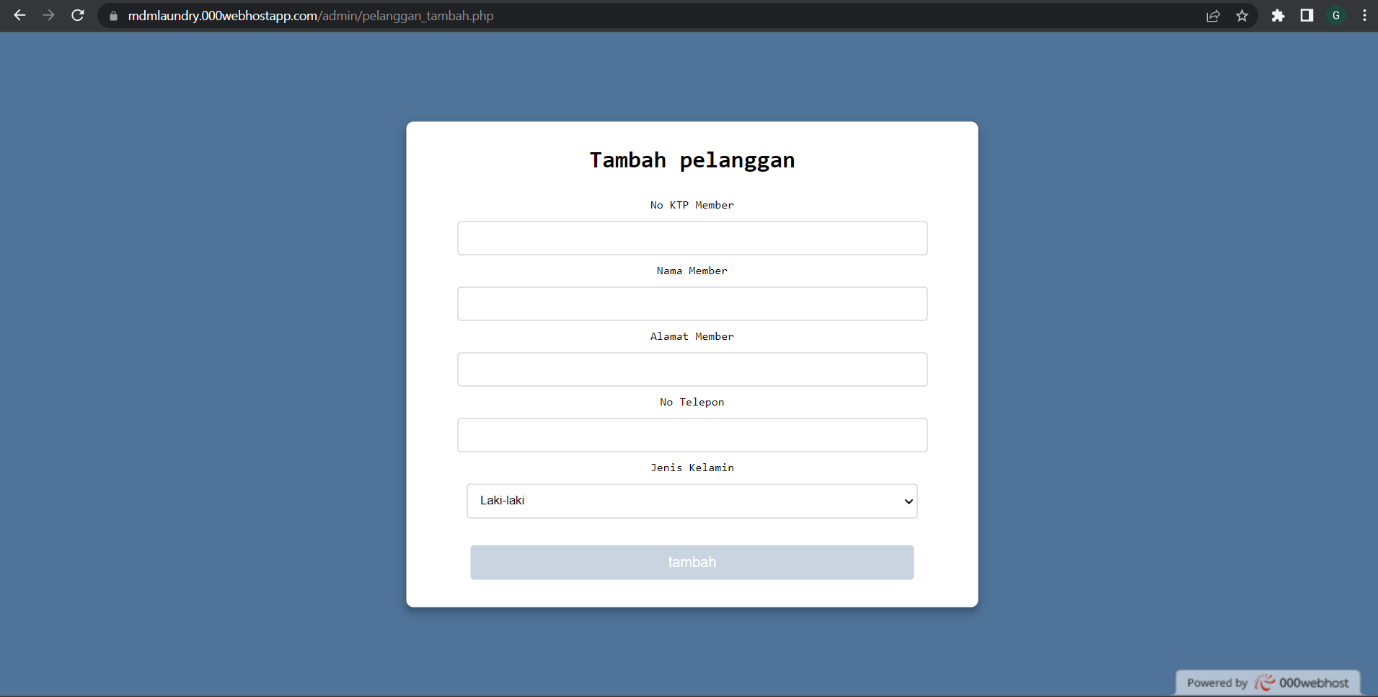 mdmlaundry.000webhostapp.com/admin/pelanggan_tambah.php
G
Tambah pelanggan
No KTP Member
Nama Member
Alamat Member
No Telepon
Jenis Kelamin
Laki-laki
tambah
Powered by 000webhost